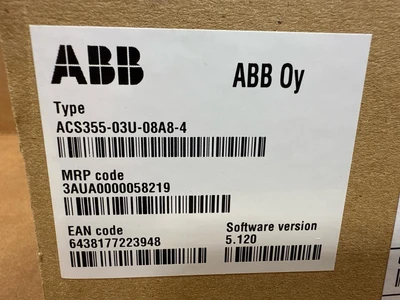 ABB ABB Oy
Type
ACS355-03U-08A8-4
MRP code
3AUA0000058219
EAN code Software version
6438177223948 5.120